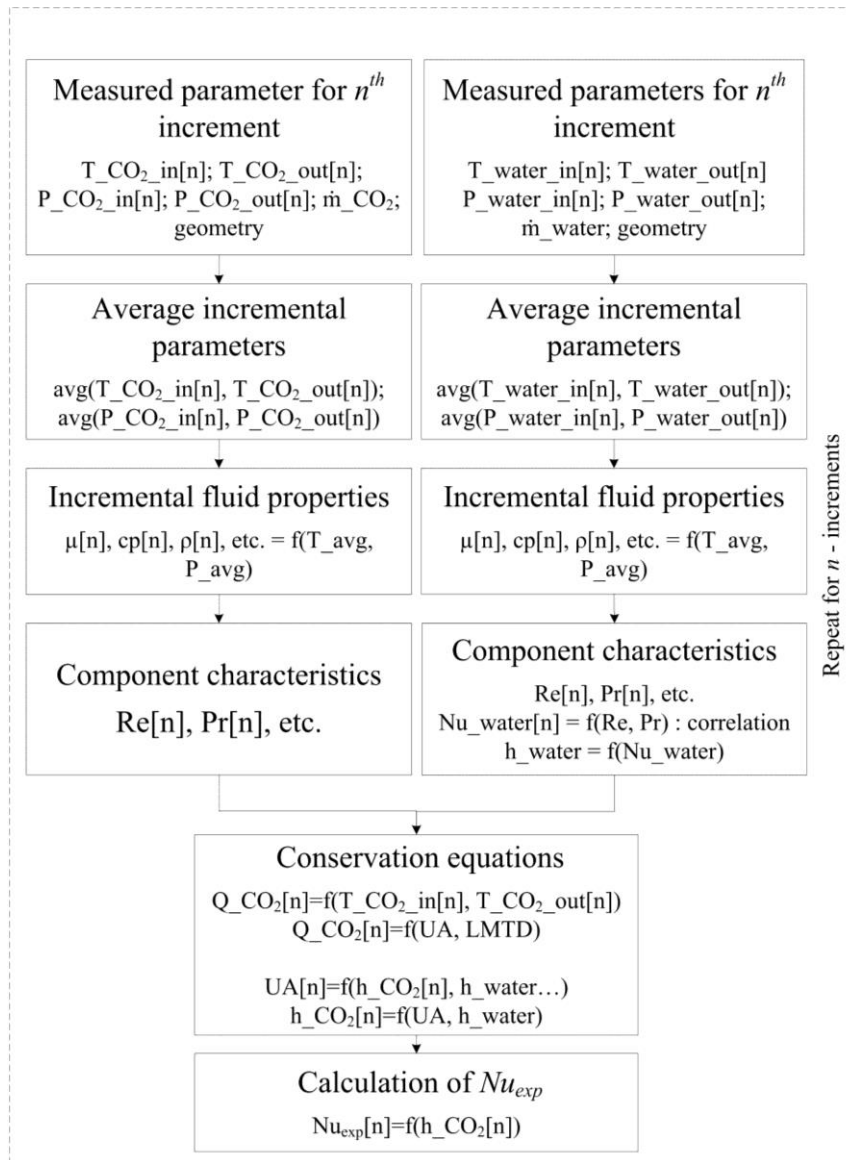 Measured parameter for nth
increment
T_CO₂_in[n]; T_CO₂_out[n];
P_CO₂_in[n]; P_CO₂_out[n]; ṁ_CO₂;
geometry
Measured parameters for nth
increment
T_water_in[n]; T_water_out[n]
P_water_in[n]; P_water_out[n];
ṁ_water; geometry
Average incremental
parameters
avg(T_CO₂_in[n], T_CO₂_out[n]);
avg(P_CO₂_in[n], P_CO₂_out[n])
Average incremental
parameters
avg(T_water_in[n], T_water_out[n]);
avg(P_water_in[n], P_water_out[n])
Incremental fluid properties
μ[n], cp[n], ρ[n], etc. = f(T_avg,
P_avg)
Incremental fluid properties
μ[n], cp[n], ρ[n], etc. = f(T_avg,
P_avg)
Component characteristics
Re[n], Pr[n], etc.
Component characteristics
Re[n], Pr[n], etc.
Nu_water[n] = f(Re, Pr) : correlation
h_water = f(Nu_water)
Conservation equations
Q_CO₂[n]=f(T_CO₂_in[n], T_CO₂_out[n])
Q_CO₂[n]=f(UA, LMTD)
UA[n]=f(h_CO₂[n], h_water…)
h_CO₂[n]=f(UA, h_water)
Calculation of Nuexp
Nuexp[n]=f(h_CO₂[n])
Repeat for n - increments